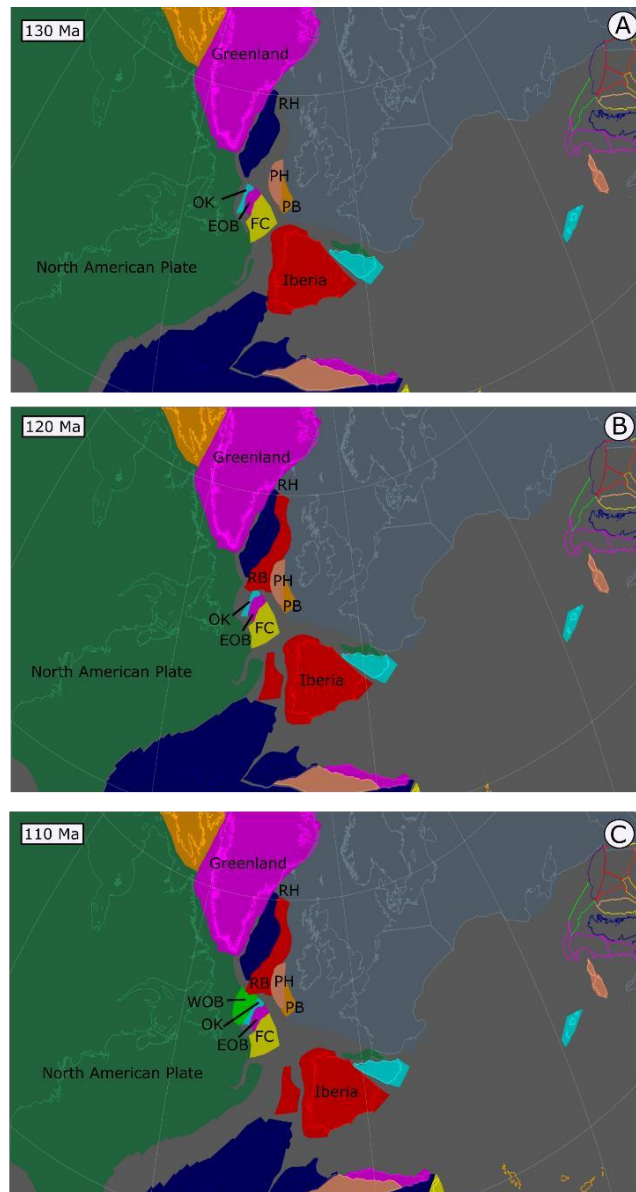 130 Ma
A
Greenland
RH
PH
OK
PB
EOB
FC
North American Plate
Iberia
120 Ma
B
Greenland
RH
RB
PH
PB
OK
EOB
FC
North American Plate
Iberia
110 Ma
C
Greenland
RH
RB
PH
WOB
PB
OK
EOB
FC
North American Plate
Iberia